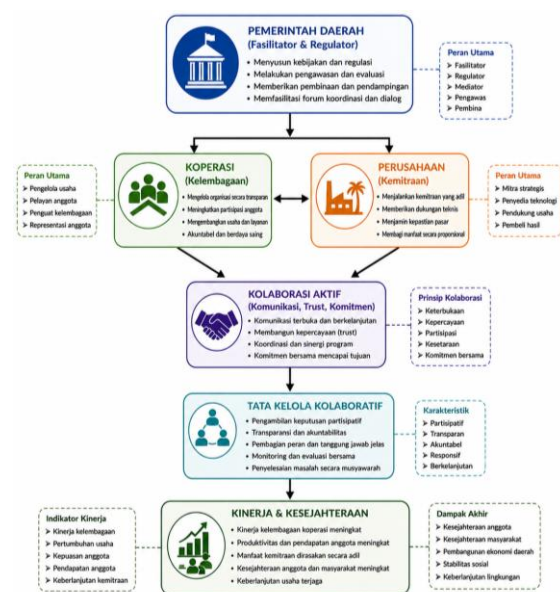 PEMERINTAH DAERAH
(Fasilitator & Regulator)
• Menyusun kebijakan dan regulasi
• Melakukan pengawasan dan evaluasi
• Memberikan pembinaan dan pendampingan
• Memfasilitasi forum koordinasi dan dialog
Peran Utama
➤ Fasilitator
➤ Regulator
➤ Mediator
➤ Pengawas
➤ Pembina
Peran Utama
➤ Pengelola usaha
➤ Pelayan anggota
➤ Penguat kelembagaan
➤ Representasi anggota
KOPERASI
(Kelembagaan)
• Mengelola organisasi secara transparan
• Meningkatkan partisipasi anggota
• Mengembangkan usaha dan layanan
• Akuntabel dan berdaya saing
PERUSAHAAN
(Kemitraan)
• Menjalankan kemitraan yang adil
• Memberikan dukungan teknis
• Menjamin kepastian pasar
• Membagi manfaat secara proporsional
Peran Utama
➤ Mitra strategis
➤ Penyedia teknologi
➤ Pendukung usaha
➤ Pembeli hasil
KOLABORASI AKTIF
(Komunikasi, Trust, Komitmen)
• Komunikasi terbuka dan berkelanjutan
• Membangun kepercayaan (trust)
• Koordinasi dan sinergi program
• Komitmen bersama mencapai tujuan
Prinsip Kolaborasi
➤ Keterbukaan
➤ Kepercayaan
➤ Partisipasi
➤ Kesetaraan
➤ Komitmen bersama
TATA KELOLA KOLABORATIF
• Pengambilan keputusan partisipatif
• Transparansi dan akuntabilitas
• Pembagian peran dan tanggung jawab jelas
• Monitoring dan evaluasi bersama
• Penyelesaian masalah secara musyawarah
Karakteristik
➤ Partisipatif
➤ Transparan
➤ Akuntabel
➤ Responsif
➤ Berkelanjutan
Indikator Kinerja
➤ Kinerja kelembagaan
➤ Pertumbuhan usaha
➤ Kepuasan anggota
➤ Pendapatan anggota
➤ Keberlanjutan kemitraan
KINERJA & KESEJAHTERAAN
• Kinerja kelembagaan koperasi meningkat
• Produktivitas dan pendapatan anggota meningkat
• Manfaat kemitraan dirasakan secara adil
• Kesejahteraan anggota dan masyarakat meningkat
• Keberlanjutan usaha terjaga
Dampak Akhir
➤ Kesejahteraan anggota
➤ Kesejahteraan masyarakat
➤ Pembangunan ekonomi daerah
➤ Stabilitas sosial
➤ Keberlanjutan lingkungan